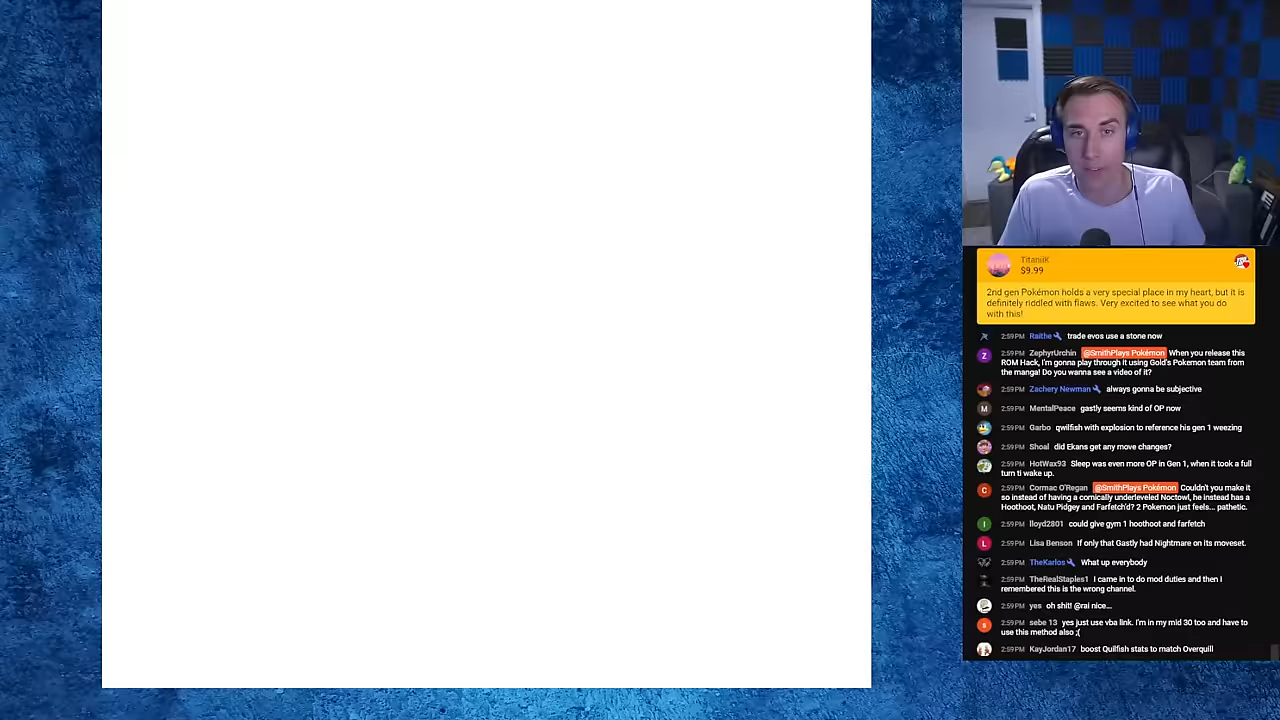 TitaniiK
$9.99
2nd gen Pokémon holds a very special place in my heart, but it is
definitely riddled with flaws. Very excited to see what you do
with this!
2:59PM Raithe trade evos use a stone now
2:59PM ZephyrUrchin @SmithPlays Pokémon When you release this
ROM Hack, I'm gonna play through it using Gold's Pokemon team from
the manga! Do you wanna see a video of it?
2:59PM Zachery Newman always gonna be subjective
M 2:59PM MentalPeace gastly seems kind of OP now
2:59PM Garbo qwilfish with explosion to reference his gen 1 weezing
2:59PM Shoal did Ekans get any move changes?
2:59PM HotWax93 Sleep was even more OP in Gen 1, when it took a full
turn ti wake up.
2:59PM Cormac O'Regan @SmithPlays Pokémon Couldn't you make it
so instead of having a comically underleveled Noctowl, he instead has a
Hoothoot, Natu Pidgey and Farfetch'd? 2 Pokemon just feels... pathetic.
2:59PM lloyd2801 could give gym 1 hoothoot and farfetch
L 2:59PM Lisa Benson If only that Gastly had Nightmare on its moveset.
2:59PM TheKarlos What up everybody
2:59PM TheRealStaples1 I came in to do mod duties and then I
remembered this is the wrong channel.
2:59PM yes oh shit! @rai nice...
s 2:59PM sebe 13 yes just use vba link. I'm in my mid 30 too and have to
use this method also ;(
2:59PM KayJordan17 boost Quilfish stats to match Overquill